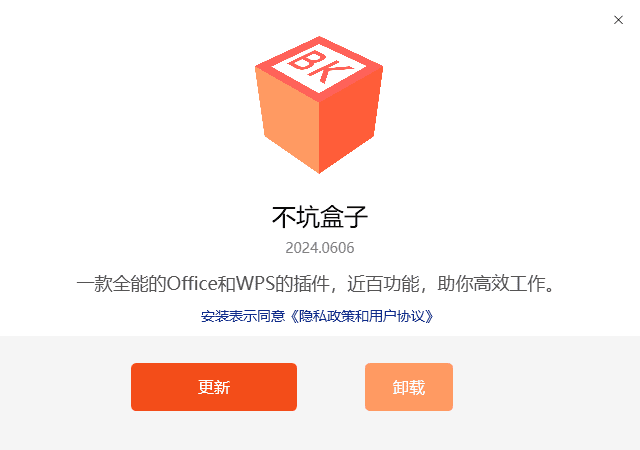 BK
不坑盒子
2024.0606
一款全能的Office和WPS的插件，近百功能，助你高效工作。
安装表示同意《隐私政策和用户协议》
更新
卸载